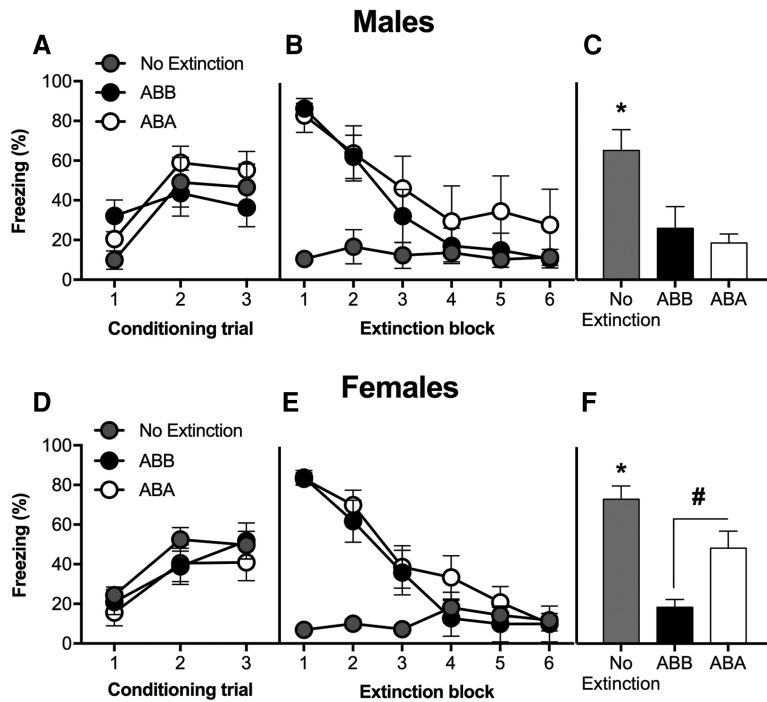 Males
A
B
C
No Extinction
ABB
ABA
*
Freezing (%)
100
80
60
40
20
0
1 2 3
1 2 3 4 5 6
No Extinction
ABB
ABA
Conditioning trial
Extinction block
Females
D
E
F
No Extinction
ABB
ABA
*
#
Freezing (%)
100
80
60
40
20
0
1 2 3
1 2 3 4 5 6
No Extinction
ABB
ABA
Conditioning trial
Extinction block